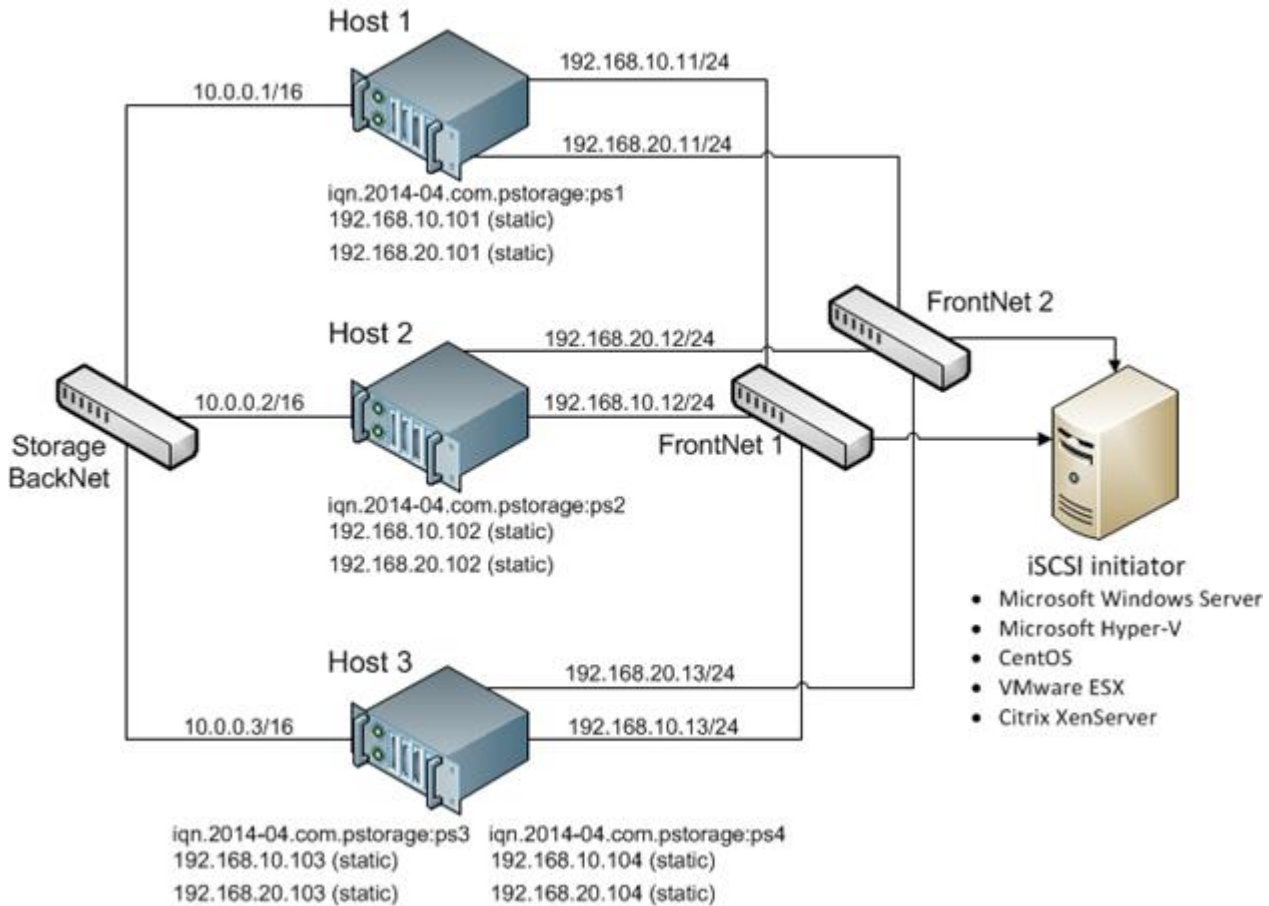 Host 1
192.168.10.11/24
10.0.0.1/16
192.168.20.11/24
iqn.2014-04.com.pstorage:ps1
192.168.10.101 (static)
192.168.20.101 (static)
FrontNet 2
Host 2
192.168.20.12/24
10.0.0.2/16
192.168.10.12/24
Storage
BackNet
FrontNet 1
iqn.2014-04.com.pstorage:ps2
192.168.10.102 (static)
192.168.20.102 (static)
iSCSI initiator
• Microsoft Windows Server
• Microsoft Hyper-V
• CentOS
• VMware ESX
• Citrix XenServer
Host 3
192.168.20.13/24
10.0.0.3/16
192.168.10.13/24
iqn.2014-04.com.pstorage:ps3
192.168.10.103 (static)
192.168.20.103 (static)
iqn.2014-04.com.pstorage:ps4
192.168.10.104 (static)
192.168.20.104 (static)